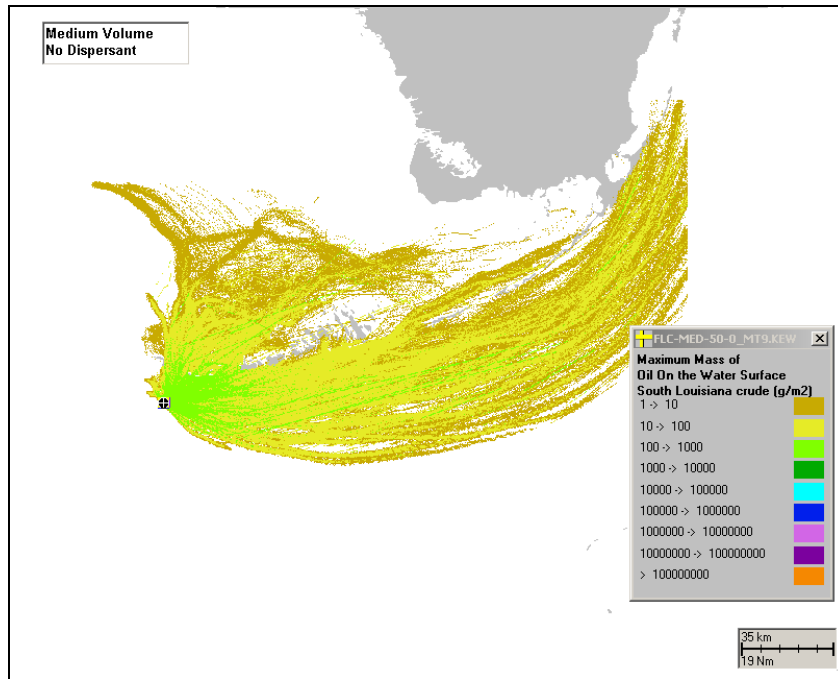 Medium Volume
No Dispersant
FLC-MED-50-0_MT9.KEW
Maximum Mass of
Oil On the Water Surface
South Louisiana crude (g/m2)
1 -> 10
10 -> 100
100 -> 1000
1000 -> 10000
10000 -> 100000
100000 -> 1000000
1000000 -> 10000000
10000000 -> 100000000
> 100000000
35 km
19 Nm